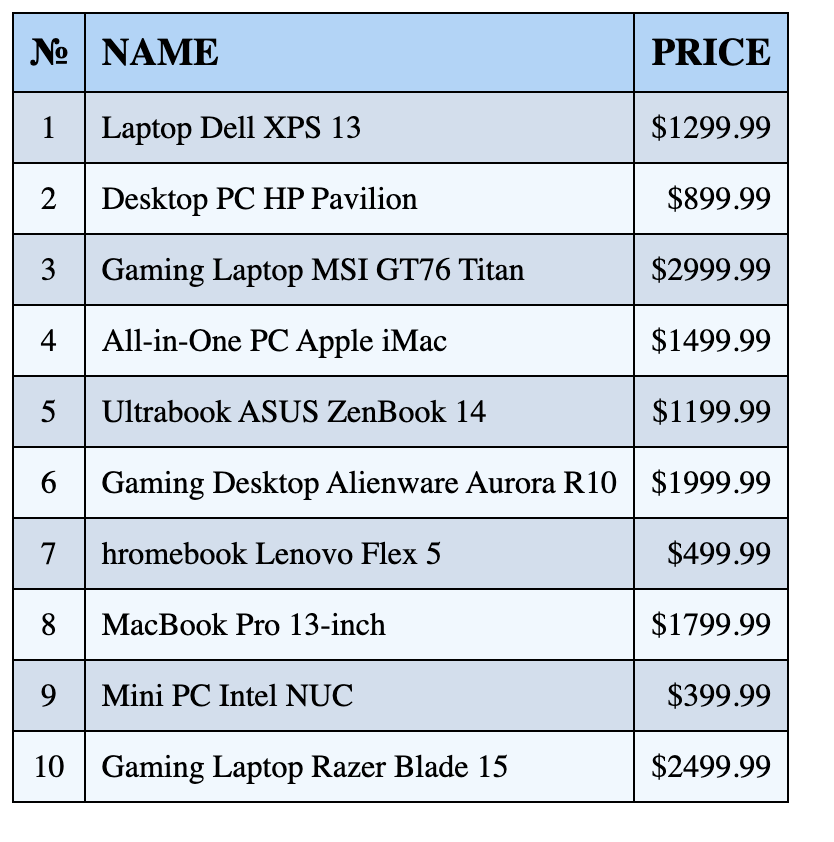 № NAME PRICE
1 Laptop Dell XPS 13 $1299.99
2 Desktop PC HP Pavilion $899.99
3 Gaming Laptop MSI GT76 Titan $2999.99
4 All-in-One PC Apple iMac $1499.99
5 Ultrabook ASUS ZenBook 14 $1199.99
6 Gaming Desktop Alienware Aurora R10 $1999.99
7 hromebook Lenovo Flex 5 $499.99
8 MacBook Pro 13-inch $1799.99
9 Mini PC Intel NUC $399.99
10 Gaming Laptop Razer Blade 15 $2499.99